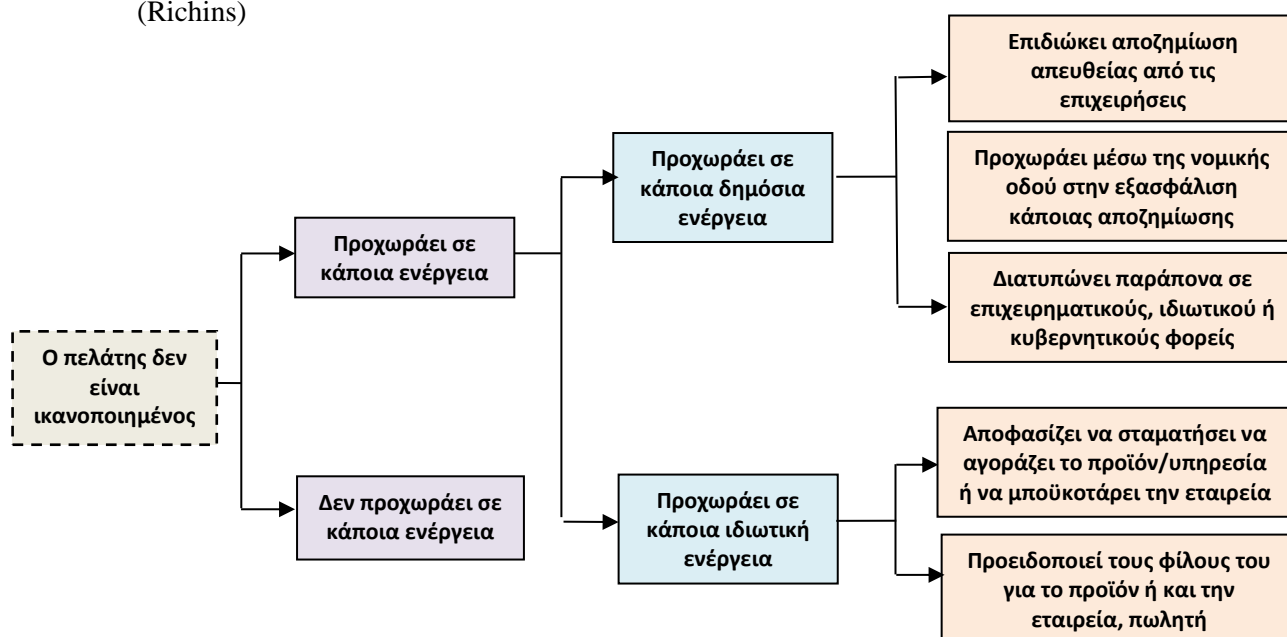 (Richins)
Επιδιώκει αποζημίωση
απευθείας από τις
επιχειρήσεις
Προχωράει σε
κάποια δημόσια
ενέργεια
Προχωράει μέσω της νομικής
οδού στην εξασφάλιση
κάποιας αποζημίωσης
Προχωράει σε
κάποια ενέργεια
Διατυπώνει παράπονα σε
επιχειρηματικούς, ιδιωτικού ή
κυβερνητικούς φορείς
Ο πελάτης δεν
είναι
ικανοποιημένος
Αποφασίζει να σταματήσει να
αγοράζει το προϊόν/υπηρεσία
ή να μποϋκοτάρει την εταιρεία
Δεν προχωράει σε
κάποια ενέργεια
Προχωράει σε
κάποια ιδιωτική
ενέργεια
Προειδοποιεί τους φίλους του
για το προϊόν ή και την
εταιρεία, πωλητή